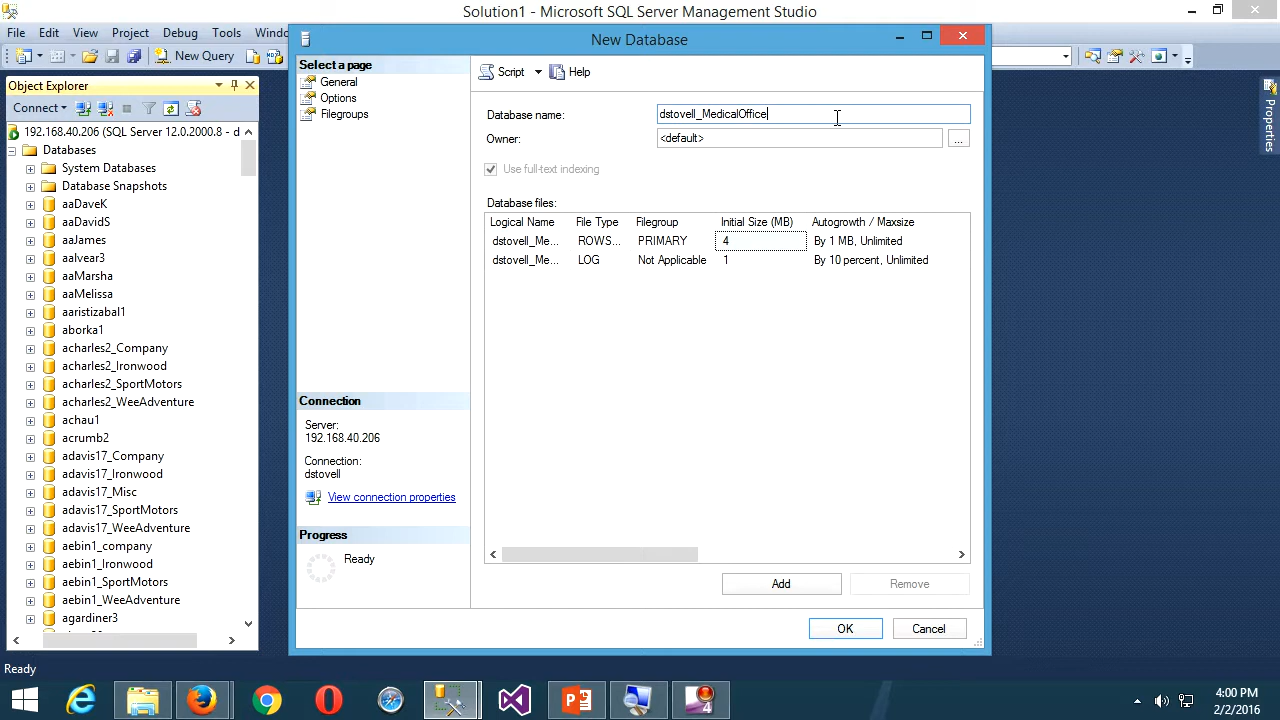 Solution1 - Microsoft SQL Server Management Studio
File Edit View Project Debug Tools Windo
New Query
Object Explorer
Connect
192.168.40.206 (SQL Server 12.0.2000.8 - d
Databases
System Databases
Database Snapshots
aaDaveK
aaDavidS
aaJames
aalvear3
aaMarsha
aaMelissa
aaristizabal1
aborka1
acharles2_Company
acharles2_Ironwood
acharles2_SportMotors
acharles2_WeeAdventure
achau1
acrumb2
adavis17_Company
adavis17_Ironwood
adavis17_Misc
adavis17_SportMotors
adavis17_WeeAdventure
aebin1_company
aebin1_Ironwood
aebin1_SportMotors
aebin1_WeeAdventure
agardiner3
Ready
New Database
Select a page
General
Options
Filegroups
Connection
Server:
192.168.40.206
Connection:
dstovell
View connection properties
Progress
Ready
Script Help
Database name: dstovell_MedicalOffice
Owner: <default> ...
Use full-text indexing
Database files:
Logical Name File Type Filegroup Initial Size (MB) Autogrowth / Maxsize
dstovell_Me... ROWS... PRIMARY 4 By 1 MB, Unlimited
dstovell_Me... LOG Not Applicable 1 By 10 percent, Unlimited
Add Remove
OK Cancel
Properties
4:00 PM
2/2/2016